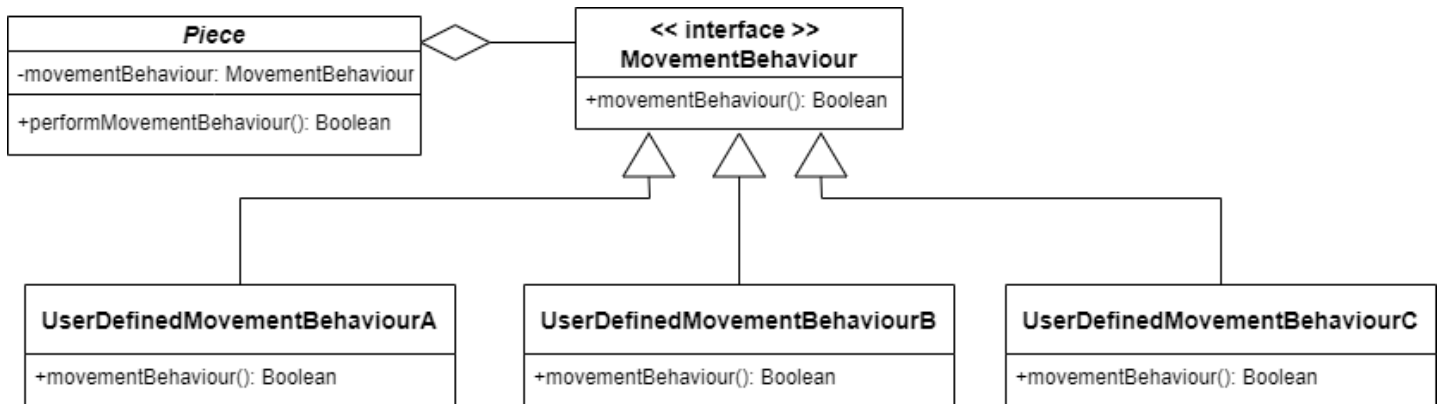 Piece
-movementBehaviour: MovementBehaviour
+performMovementBehaviour(): Boolean
<< interface >>
MovementBehaviour
+movementBehaviour(): Boolean
UserDefinedMovementBehaviourA
+movementBehaviour(): Boolean
UserDefinedMovementBehaviourB
+movementBehaviour(): Boolean
UserDefinedMovementBehaviourC
+movementBehaviour(): Boolean